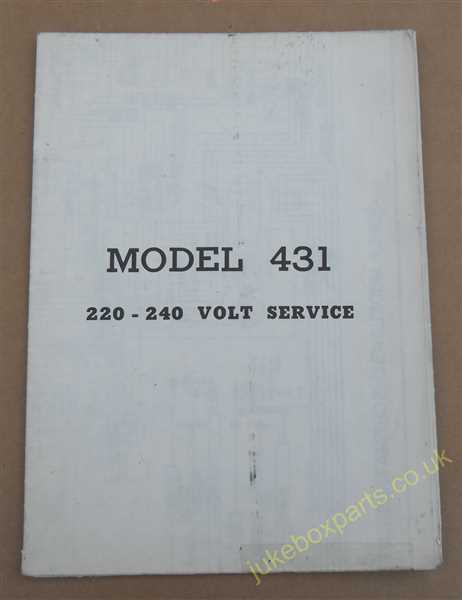 MODEL 431
220 - 240 VOLT SERVICE
jukeboxparts.co.uk